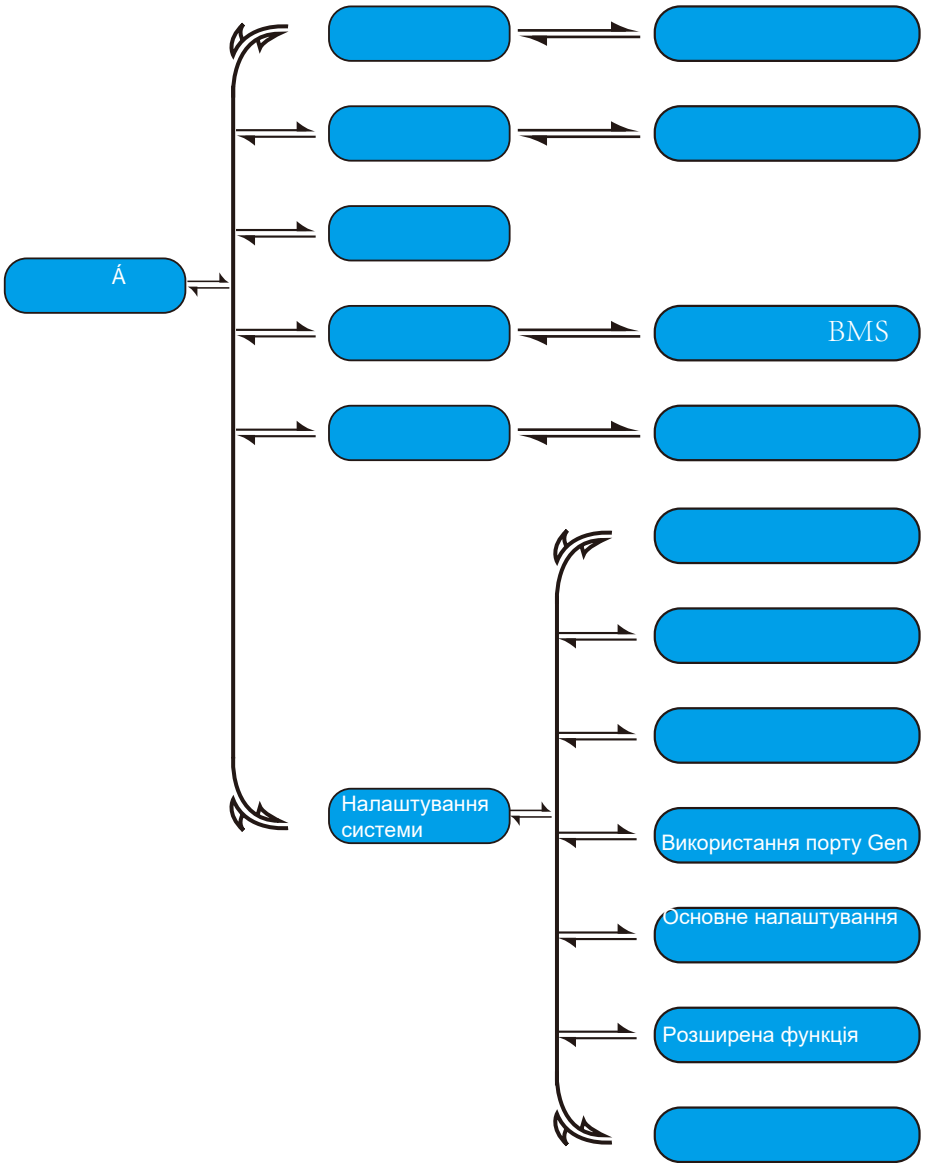 Á
BMS
Налаштування
системи
Використання порту Gen
Основне налаштування
Розширена функція